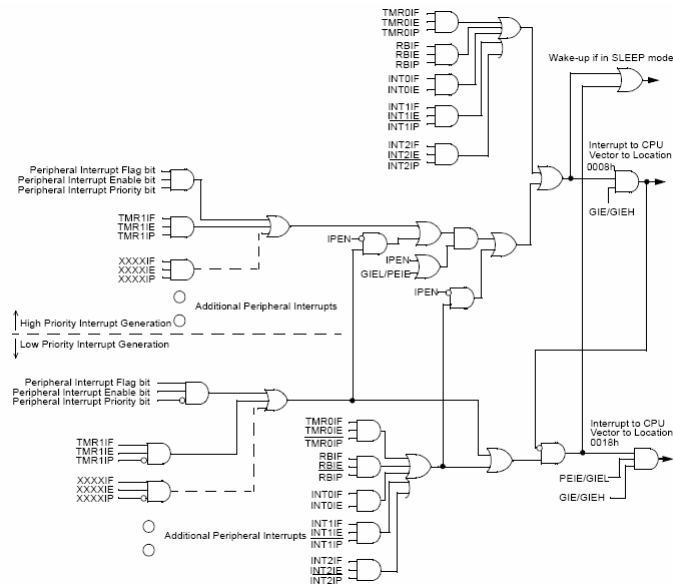 TMR0IF
TMR0IE
TMR0IP
RBIF
RBIE
RBIP
INT0IF
INT0IE
INT1IF
INT1IE
INT1IP
INT2IF
INT2IE
INT2IP
Wake-up if in SLEEP mode
Interrupt to CPU
Vector to Location
0008h
GIE/GIEH
Peripheral Interrupt Flag bit
Peripheral Interrupt Enable bit
Peripheral Interrupt Priority bit
TMR1IF
TMR1IE
TMR1IP
XXXXIF
XXXXIE
XXXXIP
IPEN
IPEN
GIEL/PEIE
IPEN
Additional Peripheral Interrupts
High Priority Interrupt Generation
Low Priority Interrupt Generation
Peripheral Interrupt Flag bit
Peripheral Interrupt Enable bit
Peripheral Interrupt Priority bit
TMR1IF
TMR1IE
TMR1IP
XXXXIF
XXXXIE
XXXXIP
Additional Peripheral Interrupts
TMR0IF
TMR0IE
TMR0IP
RBIF
RBIE
RBIP
INT0IF
INT0IE
INT1IF
INT1IE
INT1IP
INT2IF
INT2IE
INT2IP
Interrupt to CPU
Vector to Location
0018h
PEIE/GIEL
GIE/GIEH